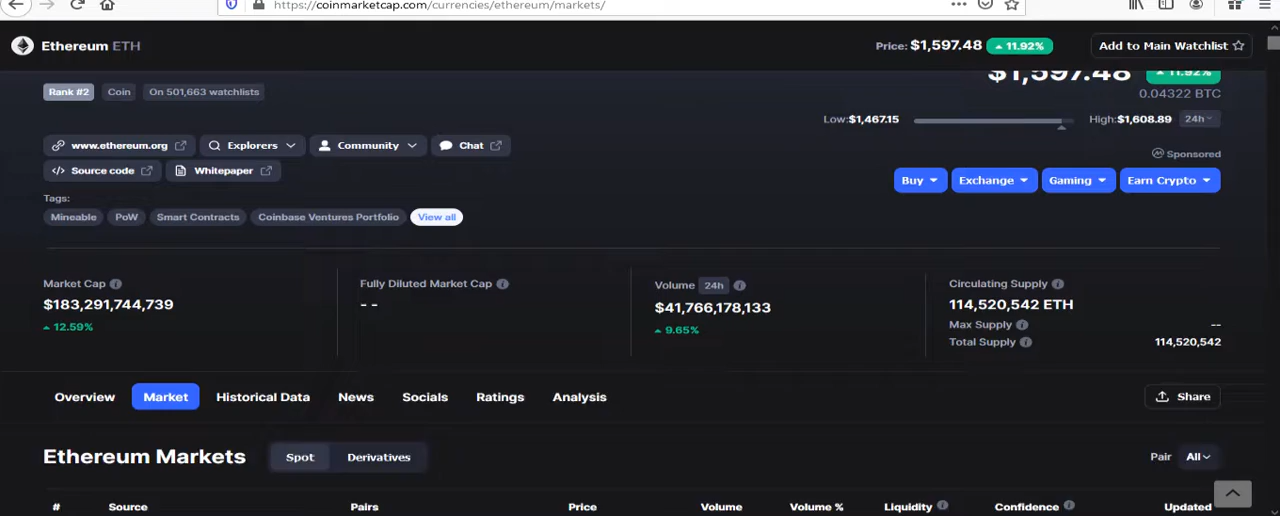 https://coinmarketcap.com/currencies/ethereum/markets/
Ethereum ETH
Price: $1,597.48 11.92%
Add to Main Watchlist
$1,597.48 11.92%
Rank #2 Coin On 501,663 watchlists
0.04322 BTC
Low:$1,467.15 High:$1,608.89 24h
www.ethereum.org Explorers Community Chat
Sponsored
Source code Whitepaper
Buy Exchange Gaming Earn Crypto
Tags:
Mineable PoW Smart Contracts Coinbase Ventures Portfolio View all
Market Cap
$183,291,744,739
12.59%
Fully Diluted Market Cap
- -
Volume 24h
$41,766,178,133
9.65%
Circulating Supply
114,520,542 ETH
Max Supply --
Total Supply 114,520,542
Overview Market Historical Data News Socials Ratings Analysis
Share
Ethereum Markets Spot Derivatives
Pair All
# Source Pairs Price Volume Volume % Liquidity Confidence Updated